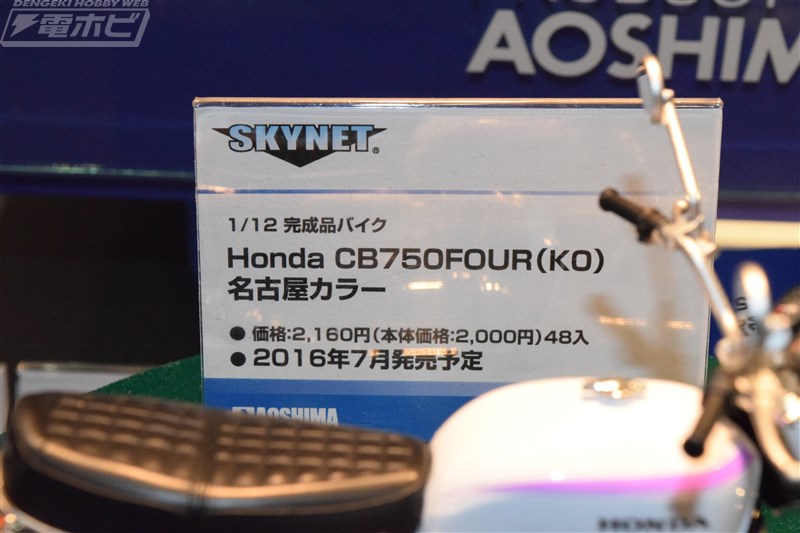 DENGEKI HOBBY WEB
電ホビ
AOSHIM
SKYNET®
1/12 完成品バイク
Honda CB750FOUR(K0)
名古屋カラー
● 価格:2,160円(本体価格:2,000円)48入
● 2016年7月発売予定
AOSHIMA
HONDA